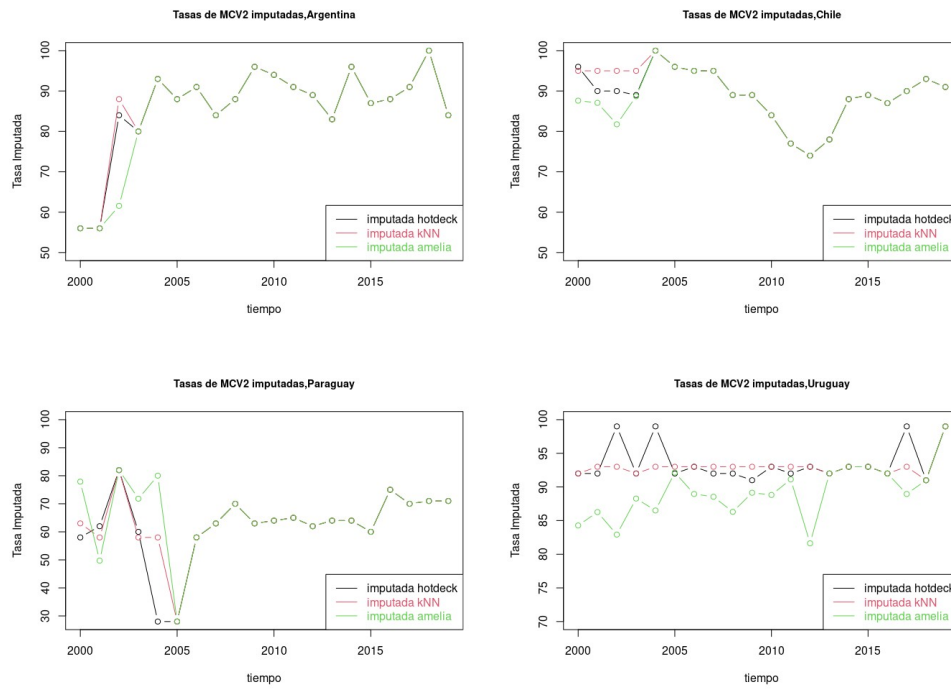 Tasas de MCV2 imputadas,Argentina
Tasa Imputada
100
90
80
70
60
50
2000
2005
2010
2015
tiempo
imputada hotdeck
imputada kNN
imputada amelia
Tasas de MCV2 imputadas,Chile
Tasa Imputada
100
90
80
70
60
50
2000
2005
2010
2015
tiempo
imputada hotdeck
imputada kNN
imputada amelia
Tasas de MCV2 imputadas,Paraguay
Tasa Imputada
100
90
80
70
60
50
40
30
2000
2005
2010
2015
tiempo
imputada hotdeck
imputada kNN
imputada amelia
Tasas de MCV2 imputadas,Uruguay
Tasa Imputada
100
95
90
85
80
75
70
2000
2005
2010
2015
tiempo
imputada hotdeck
imputada kNN
imputada amelia